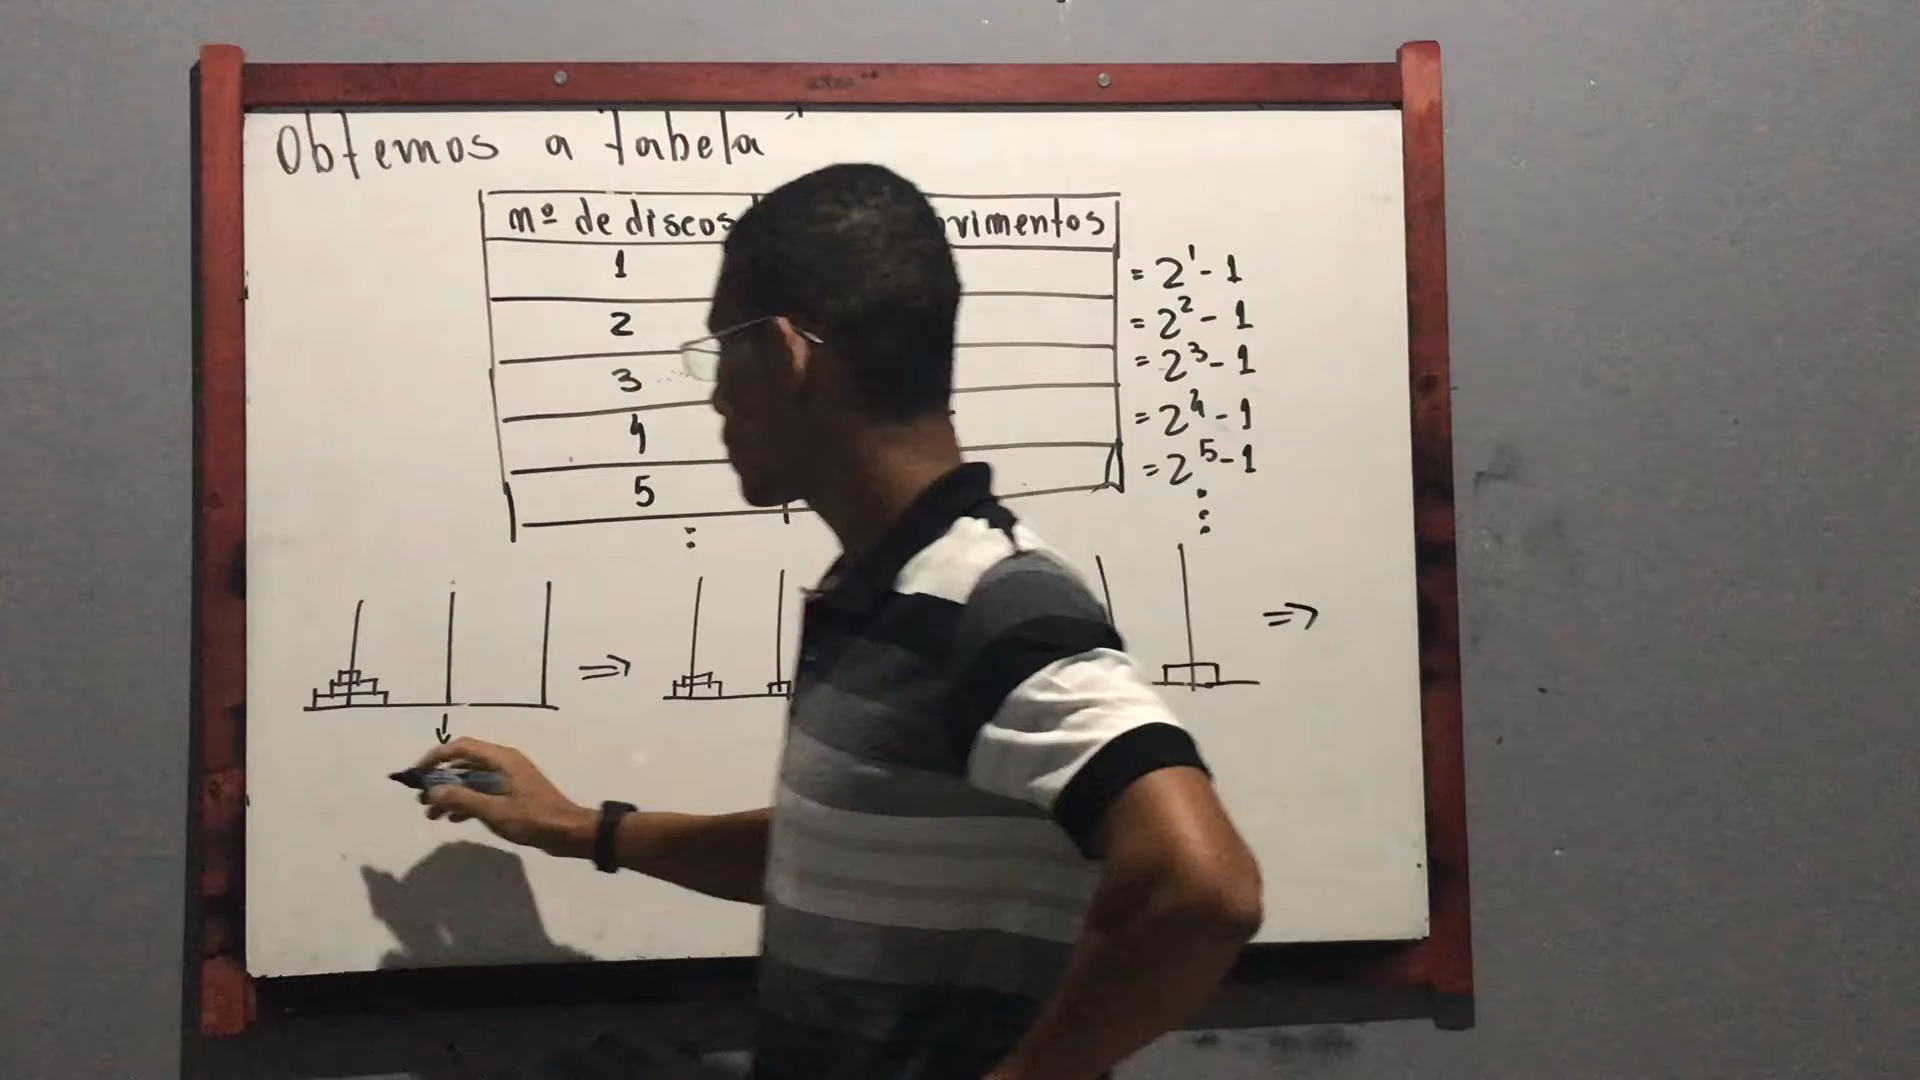 Obtemos a tabela
nº de discos vimentos
1 = 2¹ - 1
2 = 2² - 1
3 = 2³ - 1
4 = 2⁴ - 1
5 = 2⁵ - 1
⋮ ⋮
⇒ ⇒
↓